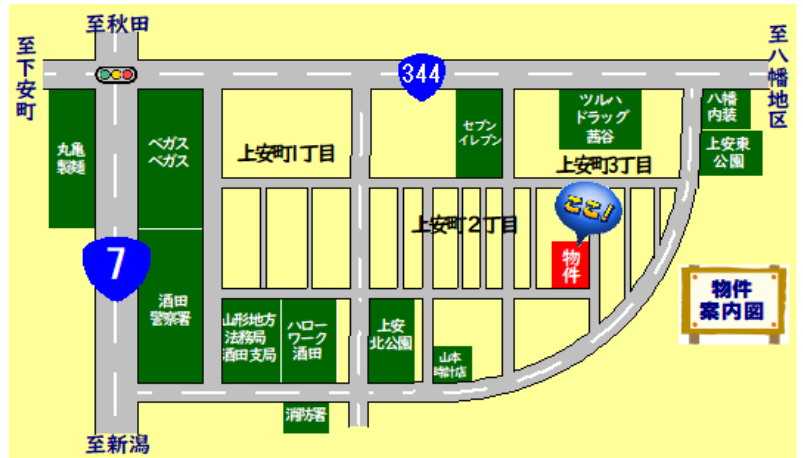 至秋田
至
下
安
町
344
至
八
幡
地
区
丸亀
製麺
ベガス
ベガス
上安町1丁目
セブン
イレブン
ツルハ
ドラッグ
茜谷
八幡
内装
上安東
公園
上安町3丁目
上安町2丁目
ここ!
物
件
7
酒田
警察署
山形地方
法務局
酒田支局
ハロー
ワーク
酒田
上安
北公園
山本
時計店
消防署
至新潟
物件
案内図